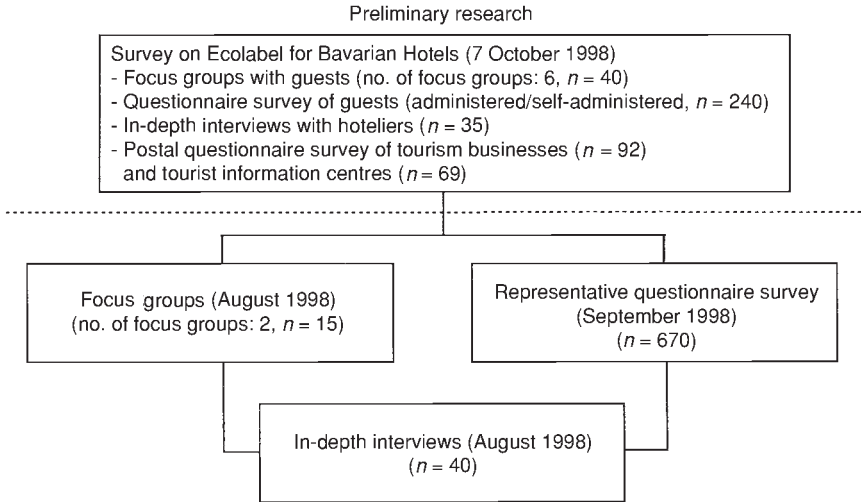 Preliminary research
Survey on Ecolabel for Bavarian Hotels (7 October 1998)
- Focus groups with guests (no. of focus groups: 6, n = 40)
- Questionnaire survey of guests (administered/self-administered, n = 240)
- In-depth interviews with hoteliers (n = 35)
- Postal questionnaire survey of tourism businesses (n = 92)
and tourist information centres (n = 69)
Focus groups (August 1998)
(no. of focus groups: 2, n = 15)
Representative questionnaire survey
(September 1998)
(n = 670)
In-depth interviews (August 1998)
(n = 40)